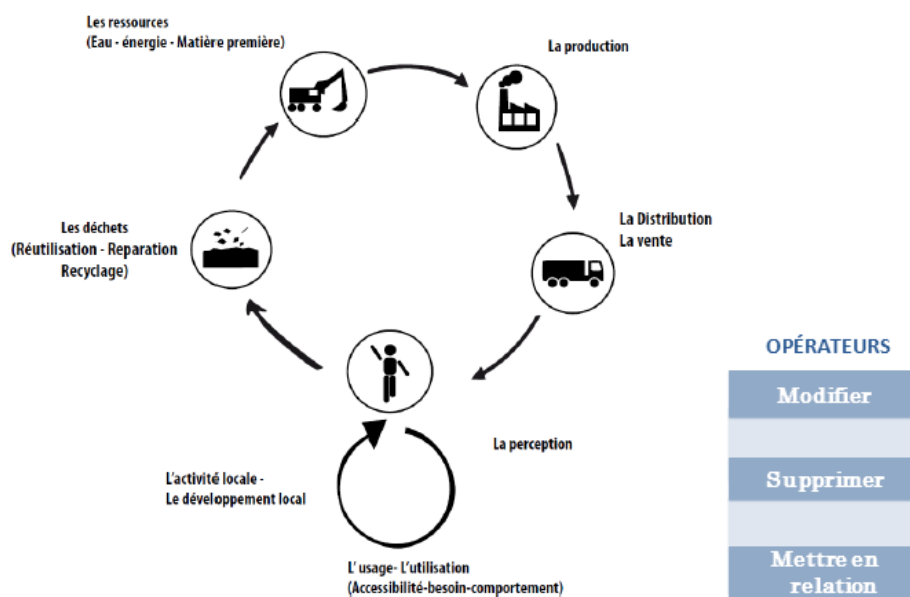 Les ressources
(Eau - énergie - Matière première)
La production
Les déchets
(Réutilisation - Reparation
Recyclage)
La Distribution
La vente
La perception
L'activité locale -
Le développement local
L' usage- L'utilisation
(Accessibilité-besoin-comportement)
OPÉRATEURS
Modifier
Supprimer
Mettre en
relation